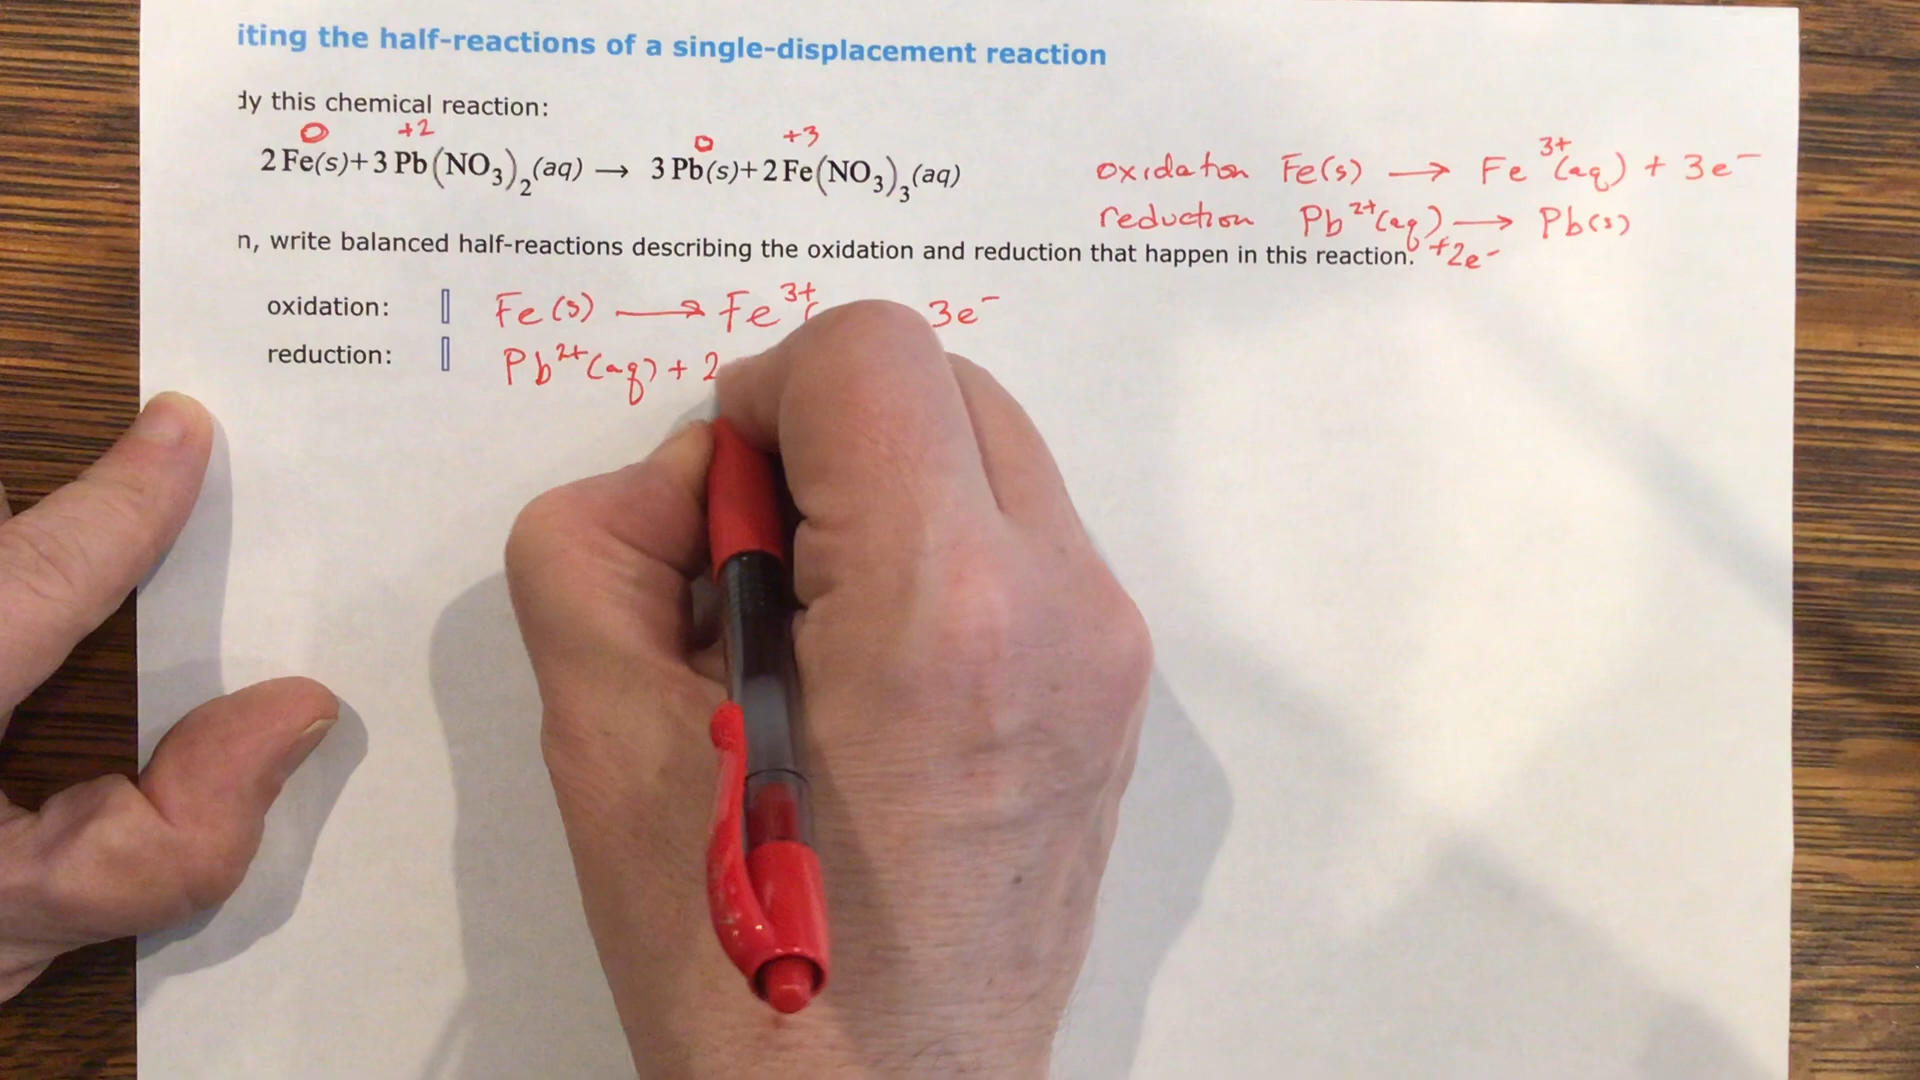 iting the half-reactions of a single-displacement reaction
dy this chemical reaction:
0 +2 0 +3
2 Fe(s)+3 Pb(NO₃)₂(aq) → 3 Pb(s)+2 Fe(NO₃)₃(aq)
oxidation Fe(s) → Fe³⁺(aq) + 3e⁻
reduction Pb²⁺(aq) → Pb(s)
+2e⁻
n, write balanced half-reactions describing the oxidation and reduction that happen in this reaction.
oxidation: Fe(s) → Fe³⁺( 3e⁻
reduction: Pb²⁺(aq) + 2